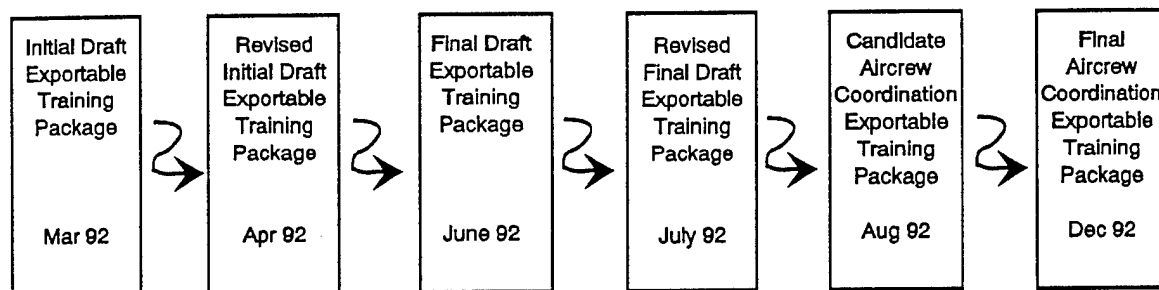 Initial Draft
Exportable
Training
Package
Mar 92
Revised
Initial Draft
Exportable
Training
Package
Apr 92
Final Draft
Exportable
Training
Package
June 92
Revised
Final Draft
Exportable
Training
Package
July 92
Candidate
Aircrew
Coordination
Exportable
Training
Package
Aug 92
Final
Aircrew
Coordination
Exportable
Training
Package
Dec 92